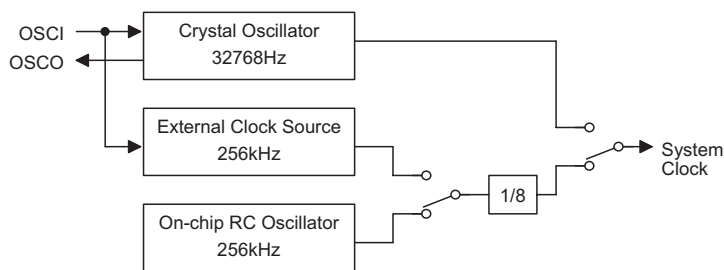 OSCI
OSCO
Crystal Oscillator
32768Hz
External Clock Source
256kHz
On-chip RC Oscillator
256kHz
1/8
System
Clock